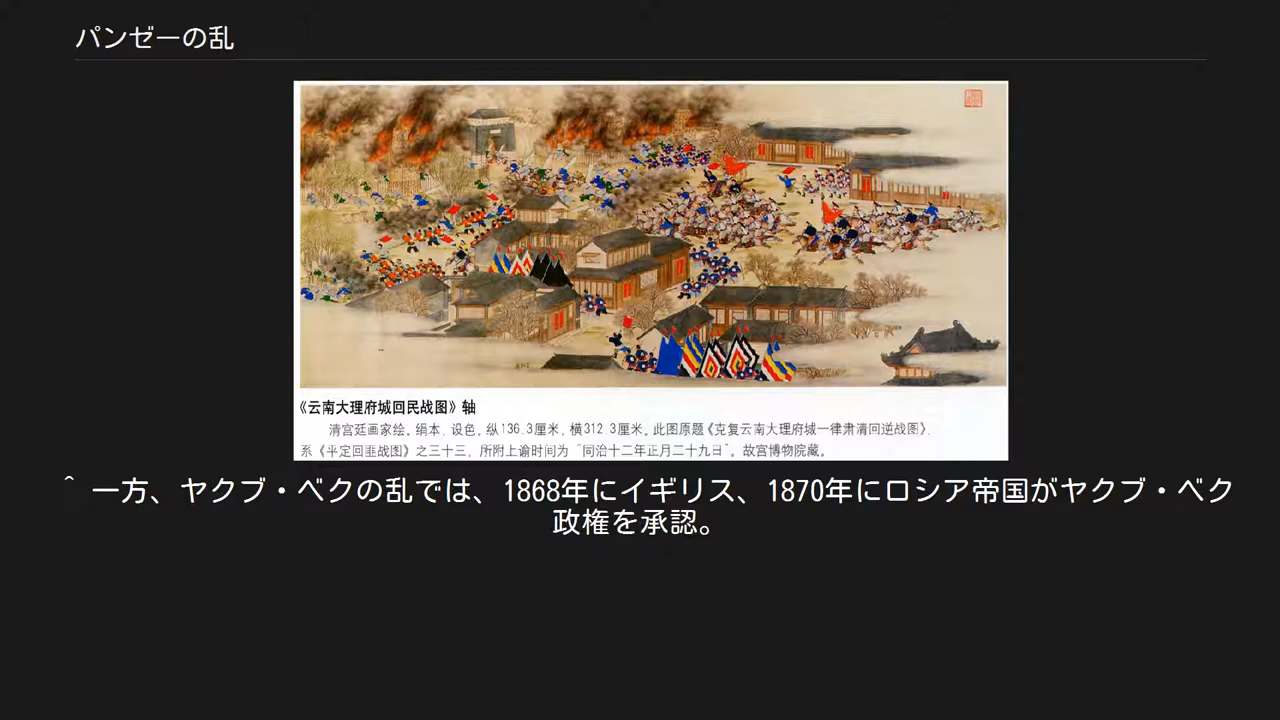 パンゼーの乱
《云南大理府城回民战图》轴
清宫廷画家绘，绢本，设色，纵136.3厘米，横312.3厘米。此图原题《克复云南大理府城一律肃清回逆战图》，
系《平定回匪战图》之三十三，所附上谕时间为“同治十二年正月二十九日”。故宫博物院藏。
^ 一方、ヤクブ・ベクの乱では、1868年にイギリス、1870年にロシア帝国がヤクブ・ベク
政権を承認。